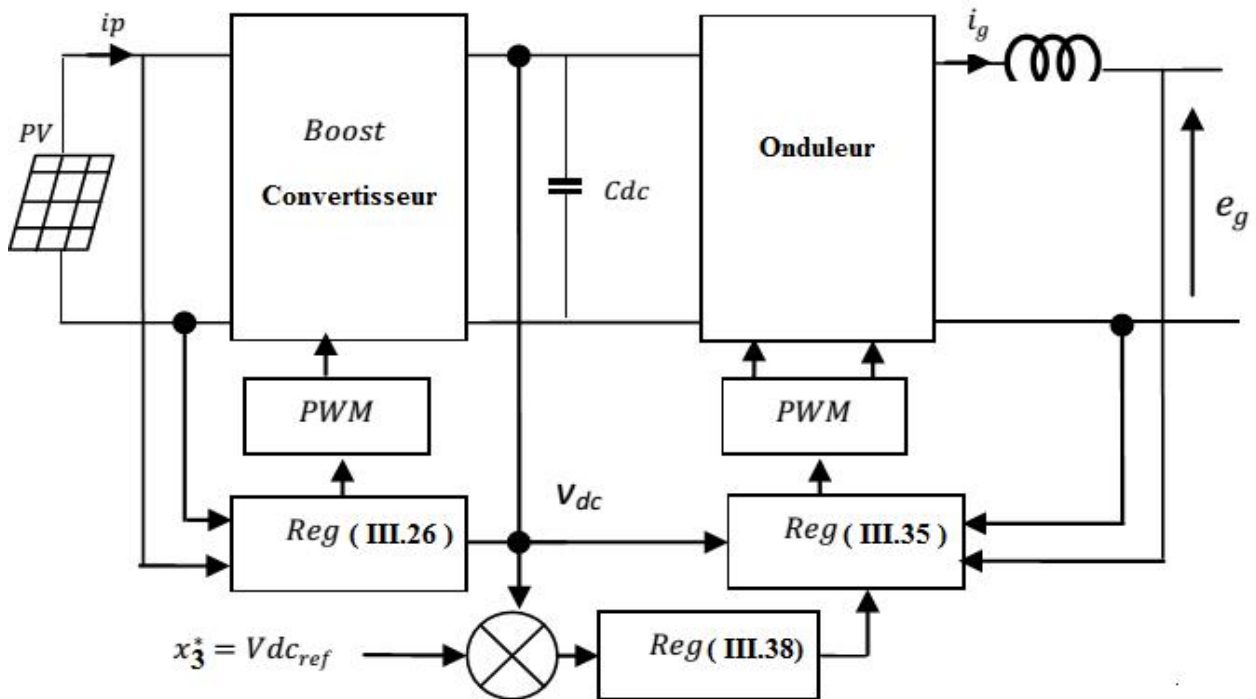 ip
i_g
PV
Boost
Convertisseur
Cdc
Onduleur
e_g
PWM
PWM
V_dc
Reg ( III.26 )
Reg ( III.35 )
x_3^* = Vdc_ref
Reg ( III.38)